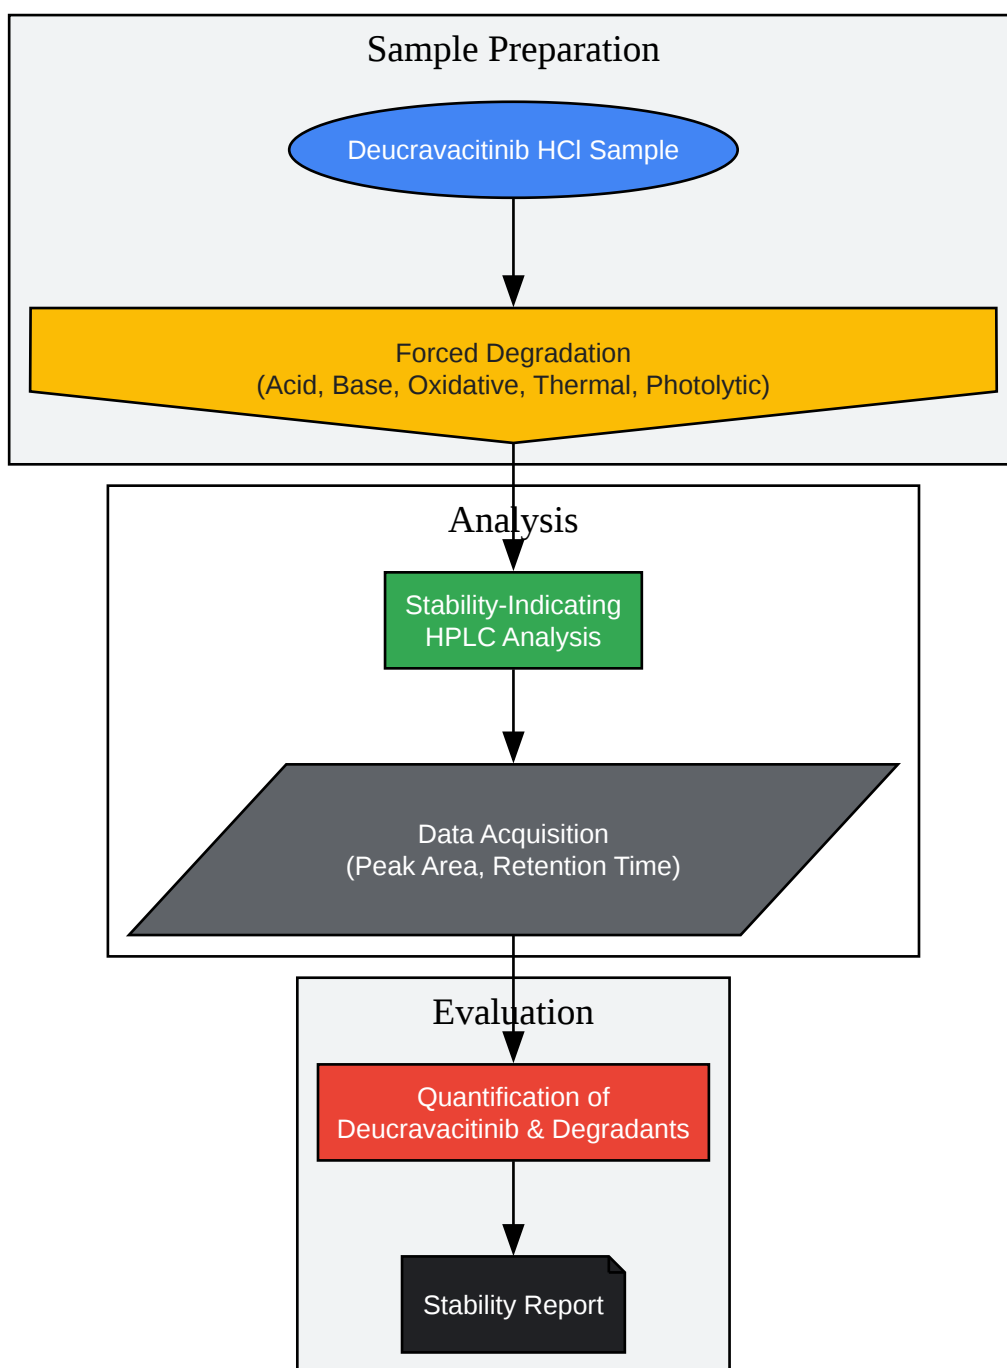 Sample Preparation
Deucravacitinib HCl Sample
Forced Degradation
(Acid, Base, Oxidative, Thermal, Photolytic)
Analysis
Stability-Indicating
HPLC Analysis
Data Acquisition
(Peak Area, Retention Time)
Evaluation
Quantification of
Deucravacitinib & Degradants
Stability Report